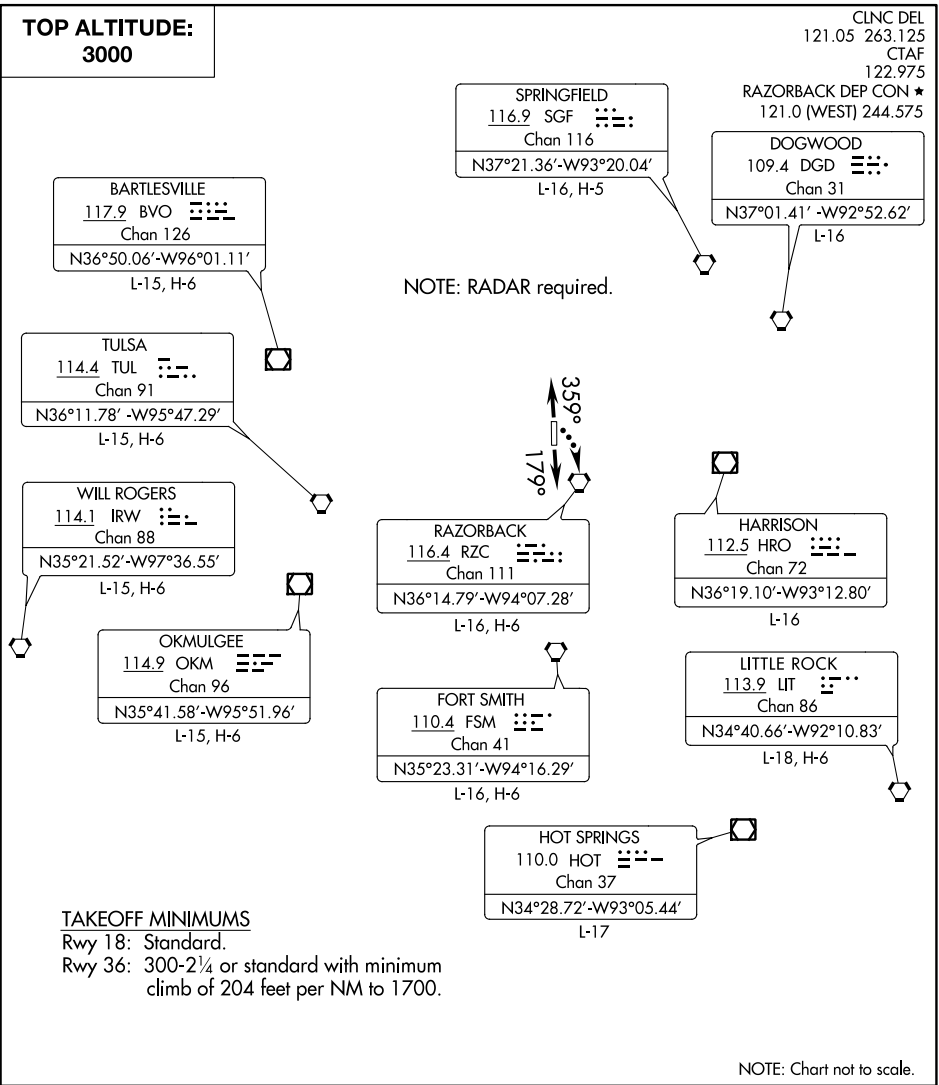 TOP ALTITUDE:
3000
CLNC DEL
121.05 263.125
CTAF
122.975
RAZORBACK DEP CON ★
121.0 (WEST) 244.575
SPRINGFIELD
116.9 SGF
Chan 116
N37°21.36′-W93°20.04′
L-16, H-5
DOGWOOD
109.4 DGD
Chan 31
N37°01.41′ -W92°52.62′
L-16
BARTLESVILLE
117.9 BVO
Chan 126
N36°50.06′-W96°01.11′
L-15, H-6
NOTE: RADAR required.
TULSA
114.4 TUL
Chan 91
N36°11.78′ -W95°47.29′
L-15, H-6
359°
179°
WILL ROGERS
114.1 IRW
Chan 88
N35°21.52′-W97°36.55′
L-15, H-6
RAZORBACK
116.4 RZC
Chan 111
N36°14.79′-W94°07.28′
L-16, H-6
HARRISON
112.5 HRO
Chan 72
N36°19.10′-W93°12.80′
L-16
OKMULGEE
114.9 OKM
Chan 96
N35°41.58′-W95°51.96′
L-15, H-6
FORT SMITH
110.4 FSM
Chan 41
N35°23.31′-W94°16.29′
L-16, H-6
LITTLE ROCK
113.9 LIT
Chan 86
N34°40.66′-W92°10.83′
L-18, H-6
HOT SPRINGS
110.0 HOT
Chan 37
N34°28.72′-W93°05.44′
L-17
TAKEOFF MINIMUMS
Rwy 18: Standard.
Rwy 36: 300-2¼ or standard with minimum
climb of 204 feet per NM to 1700.
NOTE: Chart not to scale.